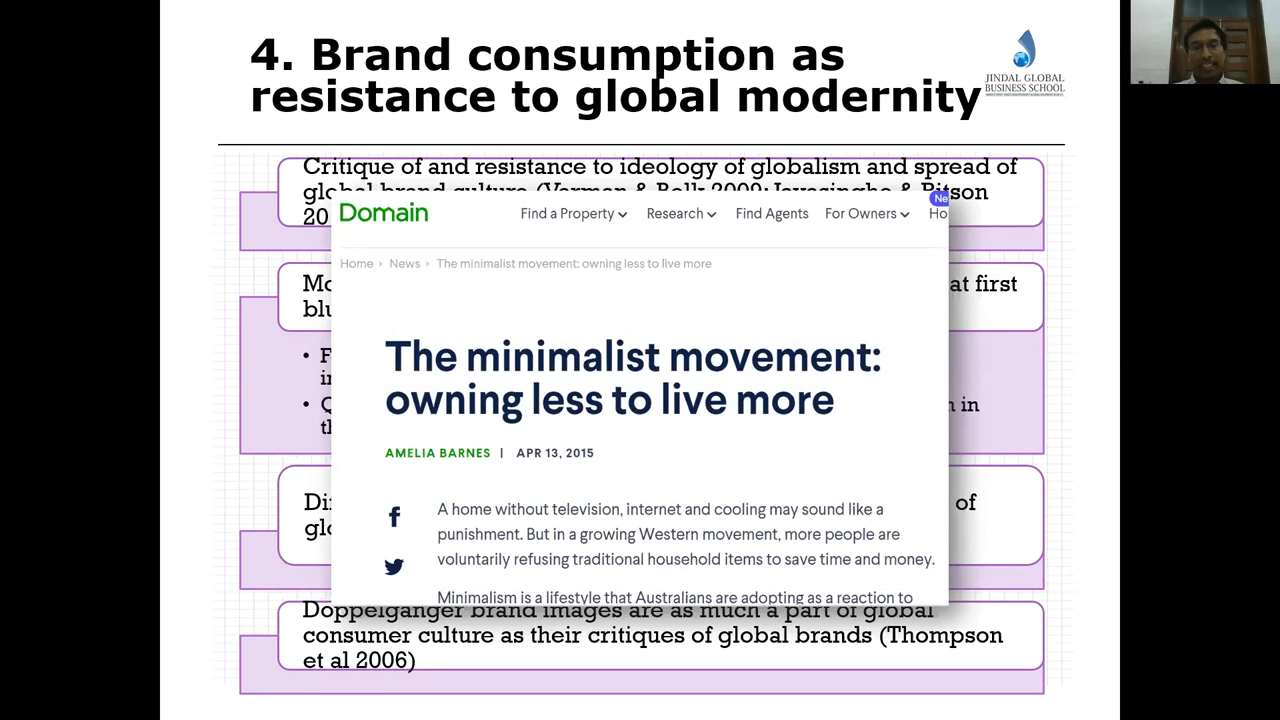 4. Brand consumption as
resistance to global modernity
JINDAL GLOBAL
BUSINESS SCHOOL
Critique of and resistance to ideology of globalism and spread of
20
Domain
Find a Property
Research
Find Agents
For Owners
Ne
Ho
Home › News › The minimalist movement: owning less to live more
at first
The minimalist movement:
owning less to live more
in
AMELIA BARNES | APR 13, 2015
of
A home without television, internet and cooling may sound like a
punishment. But in a growing Western movement, more people are
voluntarily refusing traditional household items to save time and money.
Minimalism is a lifestyle that Australians are adopting as a reaction to
Doppelganger brand images are as much a part of global
consumer culture as their critiques of global brands (Thompson
et al 2006)